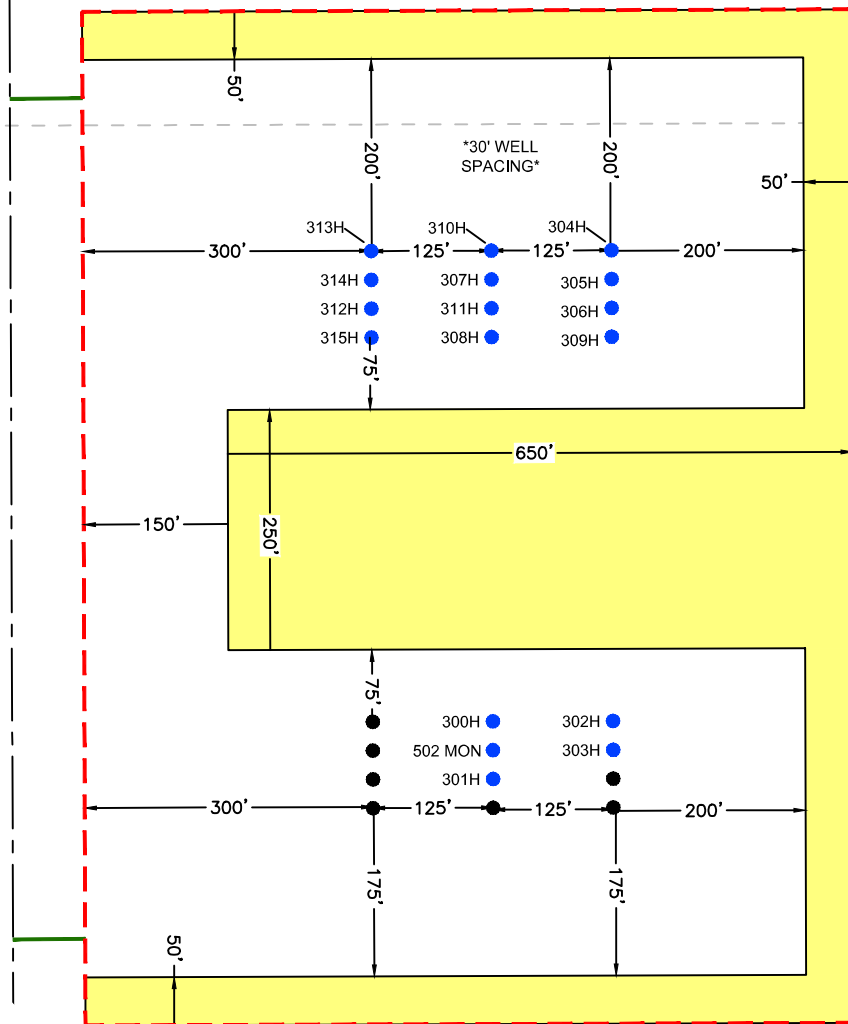 50'
200'
*30' WELL
SPACING*
200'
50'
313H
310H
304H
300'
125'
125'
200'
314H
307H
305H
312H
311H
306H
315H
308H
309H
75'
650'
150'
250'
75'
300H
302H
502 MON
303H
301H
300'
125'
125'
200'
175'
175'
50'